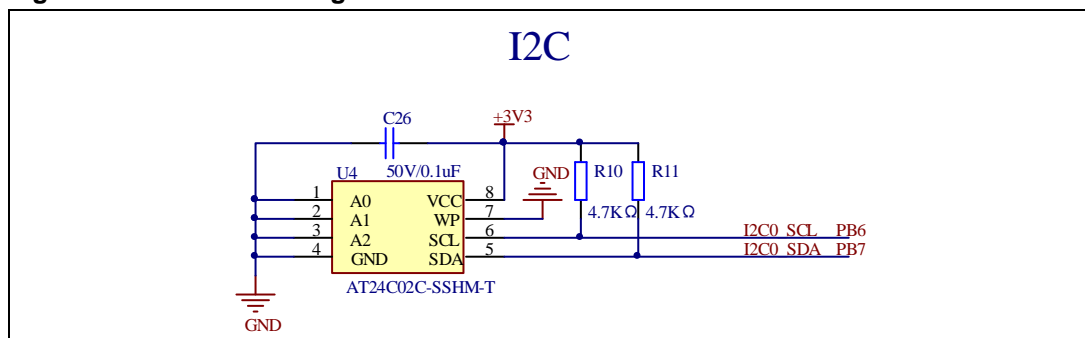 I2C
C26
+3V3
U4
50V/0.1uF
GND
R10
R11
4.7KΩ
4.7KΩ
1 A0 VCC 8
2 A1 WP 7
3 A2 SCL 6
4 GND SDA 5
I2C0_SCL PB6
I2C0_SDA PB7
AT24C02C-SSHM-T
GND